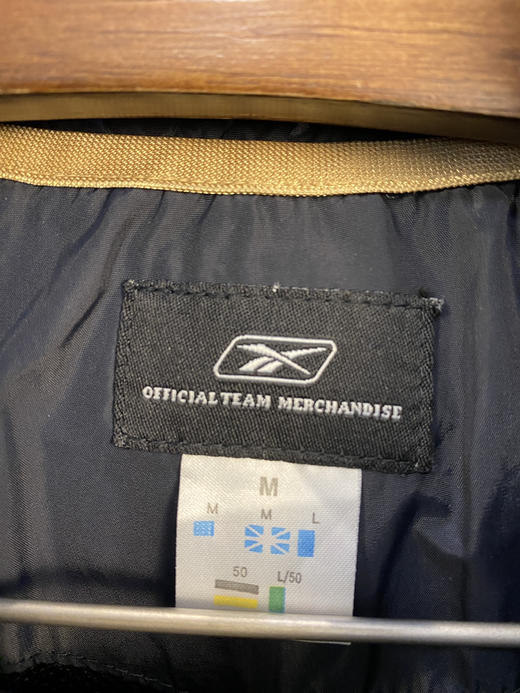 OFFICIAL TEAM MERCHANDISE
M
M M L
50 L/50